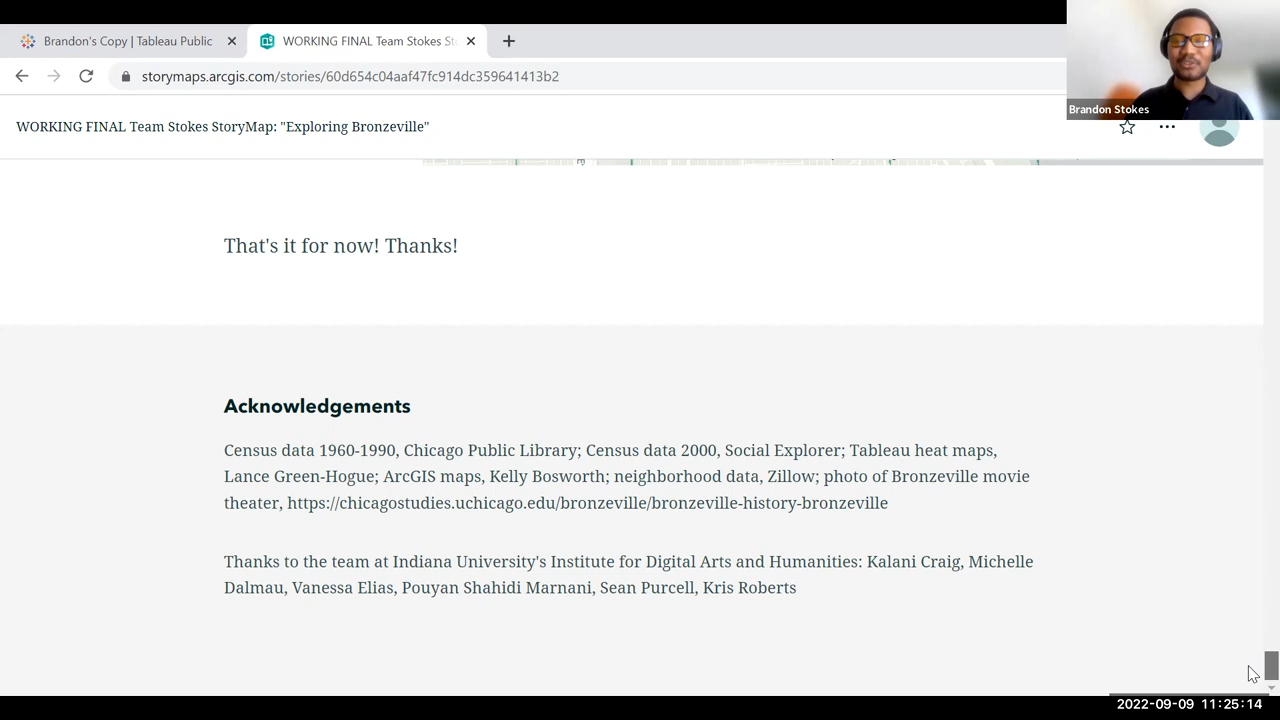 Brandon's Copy | Tableau Public
WORKING FINAL Team Stokes St
storymaps.arcgis.com/stories/60d654c04aaf47fc914dc359641413b2
Brandon Stokes
WORKING FINAL Team Stokes StoryMap: "Exploring Bronzeville"
That's it for now! Thanks!
Acknowledgements
Census data 1960-1990, Chicago Public Library; Census data 2000, Social Explorer; Tableau heat maps,
Lance Green-Hogue; ArcGIS maps, Kelly Bosworth; neighborhood data, Zillow; photo of Bronzeville movie
theater, https://chicagostudies.uchicago.edu/bronzeville/bronzeville-history-bronzeville
Thanks to the team at Indiana University's Institute for Digital Arts and Humanities: Kalani Craig, Michelle
Dalmau, Vanessa Elias, Pouyan Shahidi Marnani, Sean Purcell, Kris Roberts
2022-09-09 11:25:14